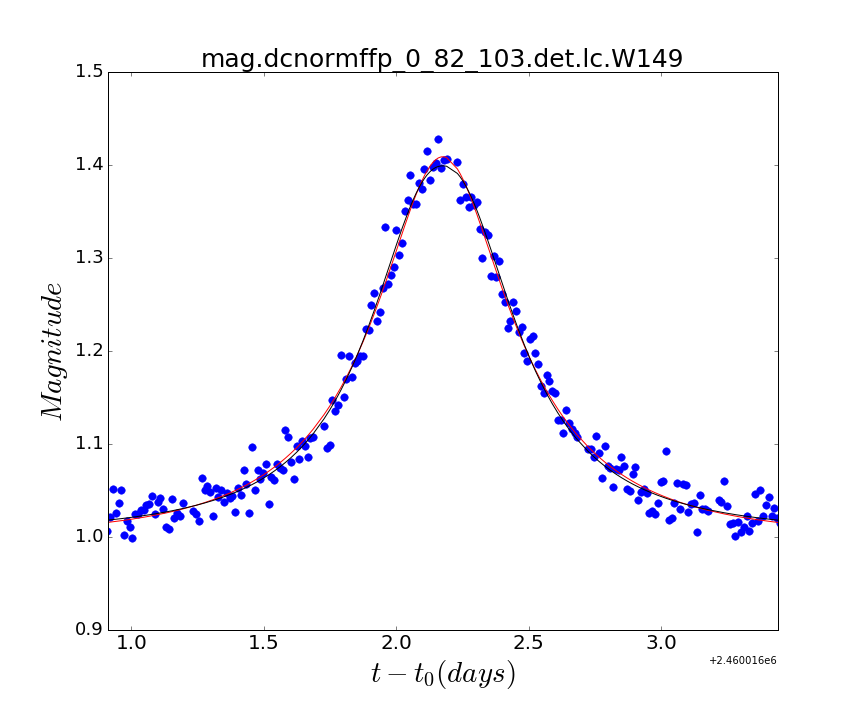 mag.dcnormffp_0_82_103.det.lc.W149
1.5
1.4
1.3
1.2
1.1
1.0
0.9
Magnitude
1.0 1.5 2.0 2.5 3.0
+2.460016e6
t − t₀(days)